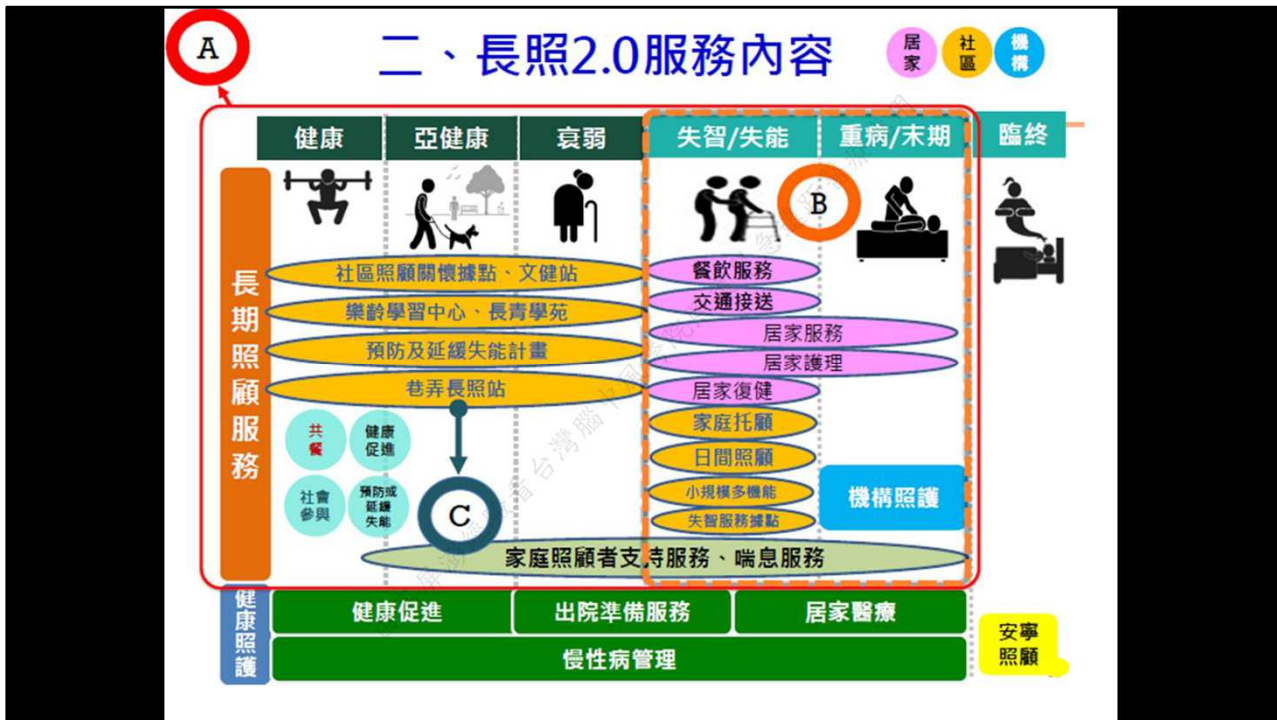 A
二、長照2.0服務內容
居家
社區
機構
健康
亞健康
衰弱
失智/失能
重病/末期
臨終
B
長期照顧服務
社區照顧關懷據點、文健站
樂齡學習中心、長青學苑
預防及延緩失能計畫
巷弄長照站
共餐
健康促進
社會參與
預防或延緩失能
C
餐飲服務
交通接送
居家服務
居家護理
居家復健
家庭托顧
日間照顧
小規模多機能
失智服務據點
機構照護
家庭照顧者支持服務、喘息服務
健康照護
健康促進
出院準備服務
居家醫療
慢性病管理
安寧照顧